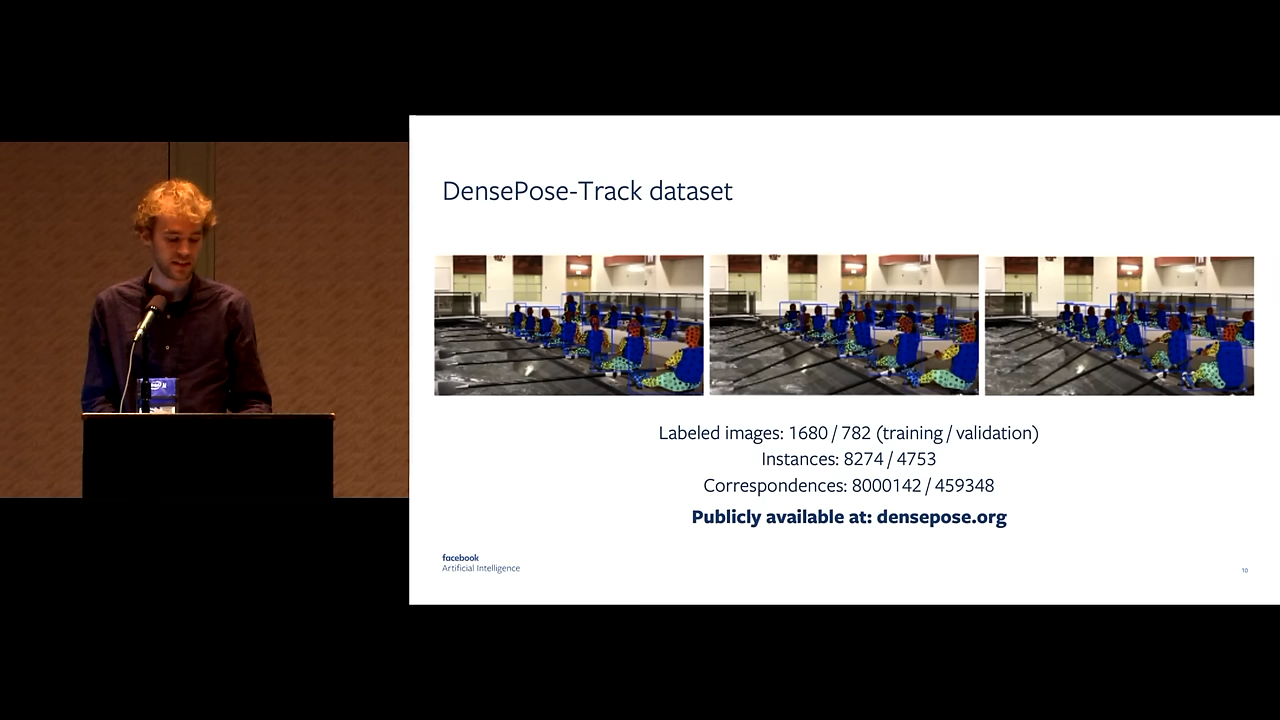 DensePose-Track dataset
Labeled images: 1680 / 782 (training / validation)
Instances: 8274 / 4753
Correspondences: 8000142 / 459348
Publicly available at: densepose.org
facebook
Artificial Intelligence
10